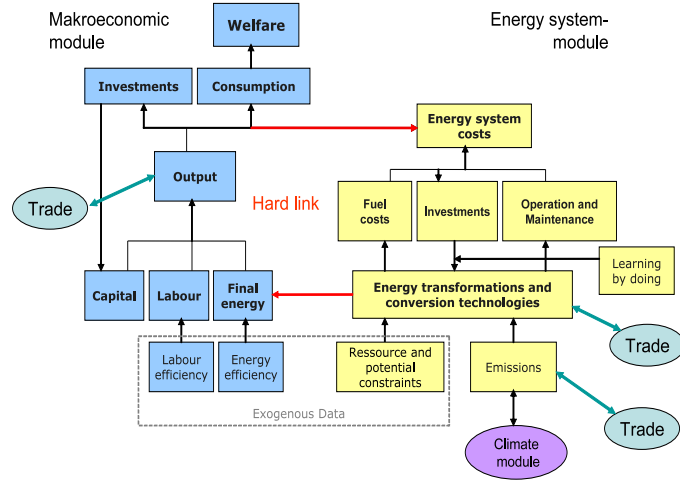 Makroeconomic
module
Welfare
Energy system-
module
Investments
Consumption
Energy system
costs
Output
Trade
Hard link
Fuel
costs
Investments
Operation and
Maintenance
Learning
by doing
Capital
Labour
Final
energy
Energy transformations and
conversion technologies
Trade
Labour
efficiency
Energy
efficiency
Ressource and
potential
constraints
Emissions
Exogenous Data
Trade
Climate
module